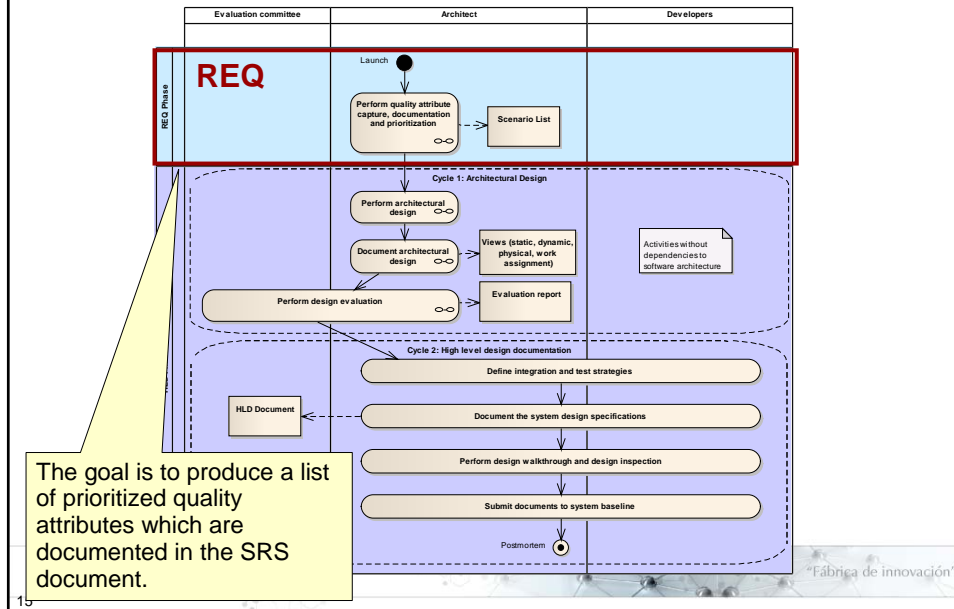 Evaluation committee
Architect
Developers
REQ Phase
REQ
Launch
Perform quality attribute
capture, documentation
and prioritization
Scenario List
Cycle 1: Architectural Design
Perform architectural
design
Document architectural
design
Views (static, dynamic,
physical, work
assignment)
Activities without
dependencies to
software architecture
Perform design evaluation
Evaluation report
Cycle 2: High level design documentation
Define integration and test strategies
HLD Document
Document the system design specifications
Perform design walkthrough and design inspection
Submit documents to system baseline
Postmortem
The goal is to produce a list
of prioritized quality
attributes which are
documented in the SRS
document.
"Fábrica de innovación"
15